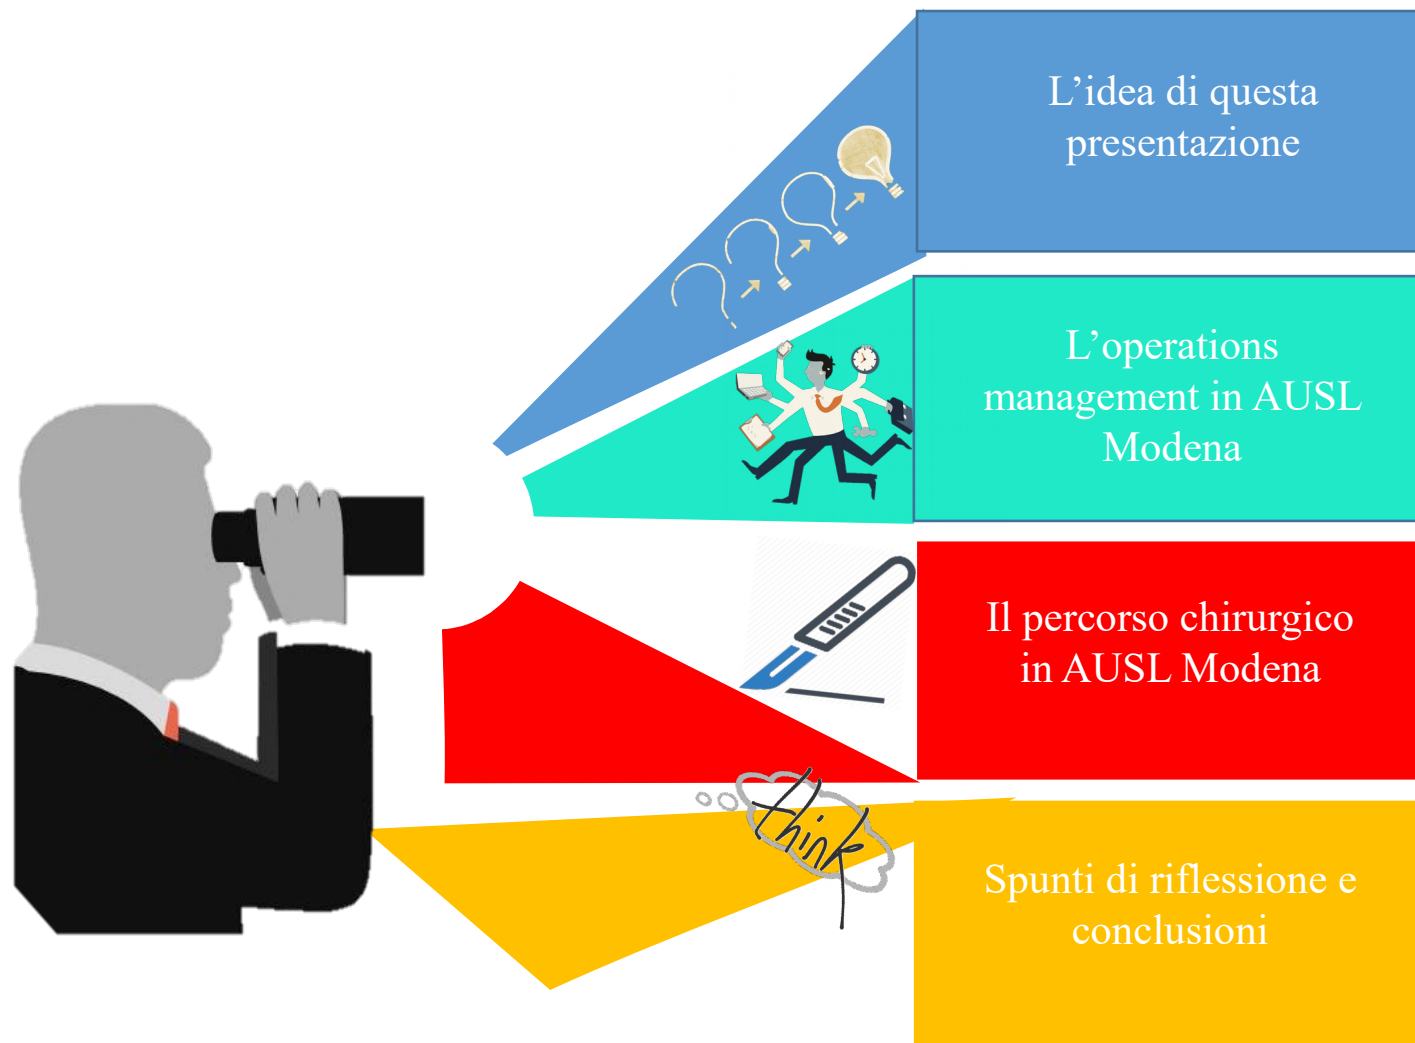 L’idea di questa
presentazione
L’operations
management in AUSL
Modena
Il percorso chirurgico
in AUSL Modena
think
Spunti di riflessione e
conclusioni